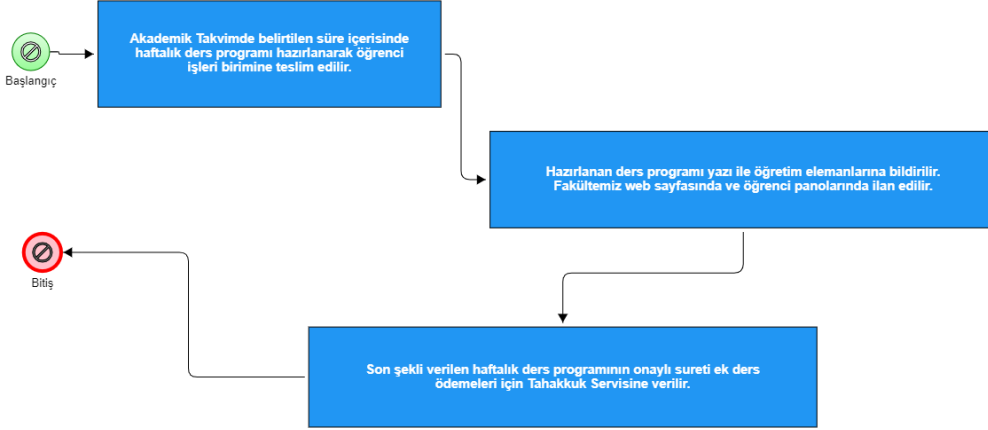 Başlangıç
Akademik Takvimde belirtilen süre içerisinde
haftalık ders programı hazırlanarak öğrenci
işleri birimine teslim edilir.
Hazırlanan ders programı yazı ile öğretim elemanlarına bildirilir.
Fakültemiz web sayfasında ve öğrenci panolarında ilan edilir.
Son şekli verilen haftalık ders programının onaylı sureti ek ders
ödemeleri için Tahakkuk Servisine verilir.
Bitiş